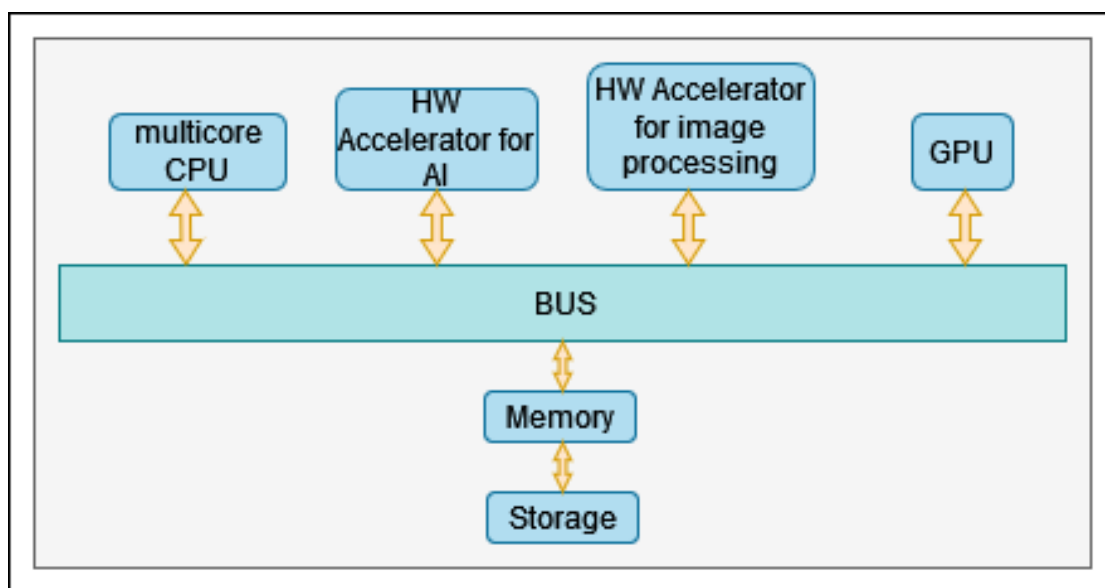 multicore
CPU
HW
Accelerator for
AI
HW Accelerator
for image
processing
GPU
BUS
Memory
Storage